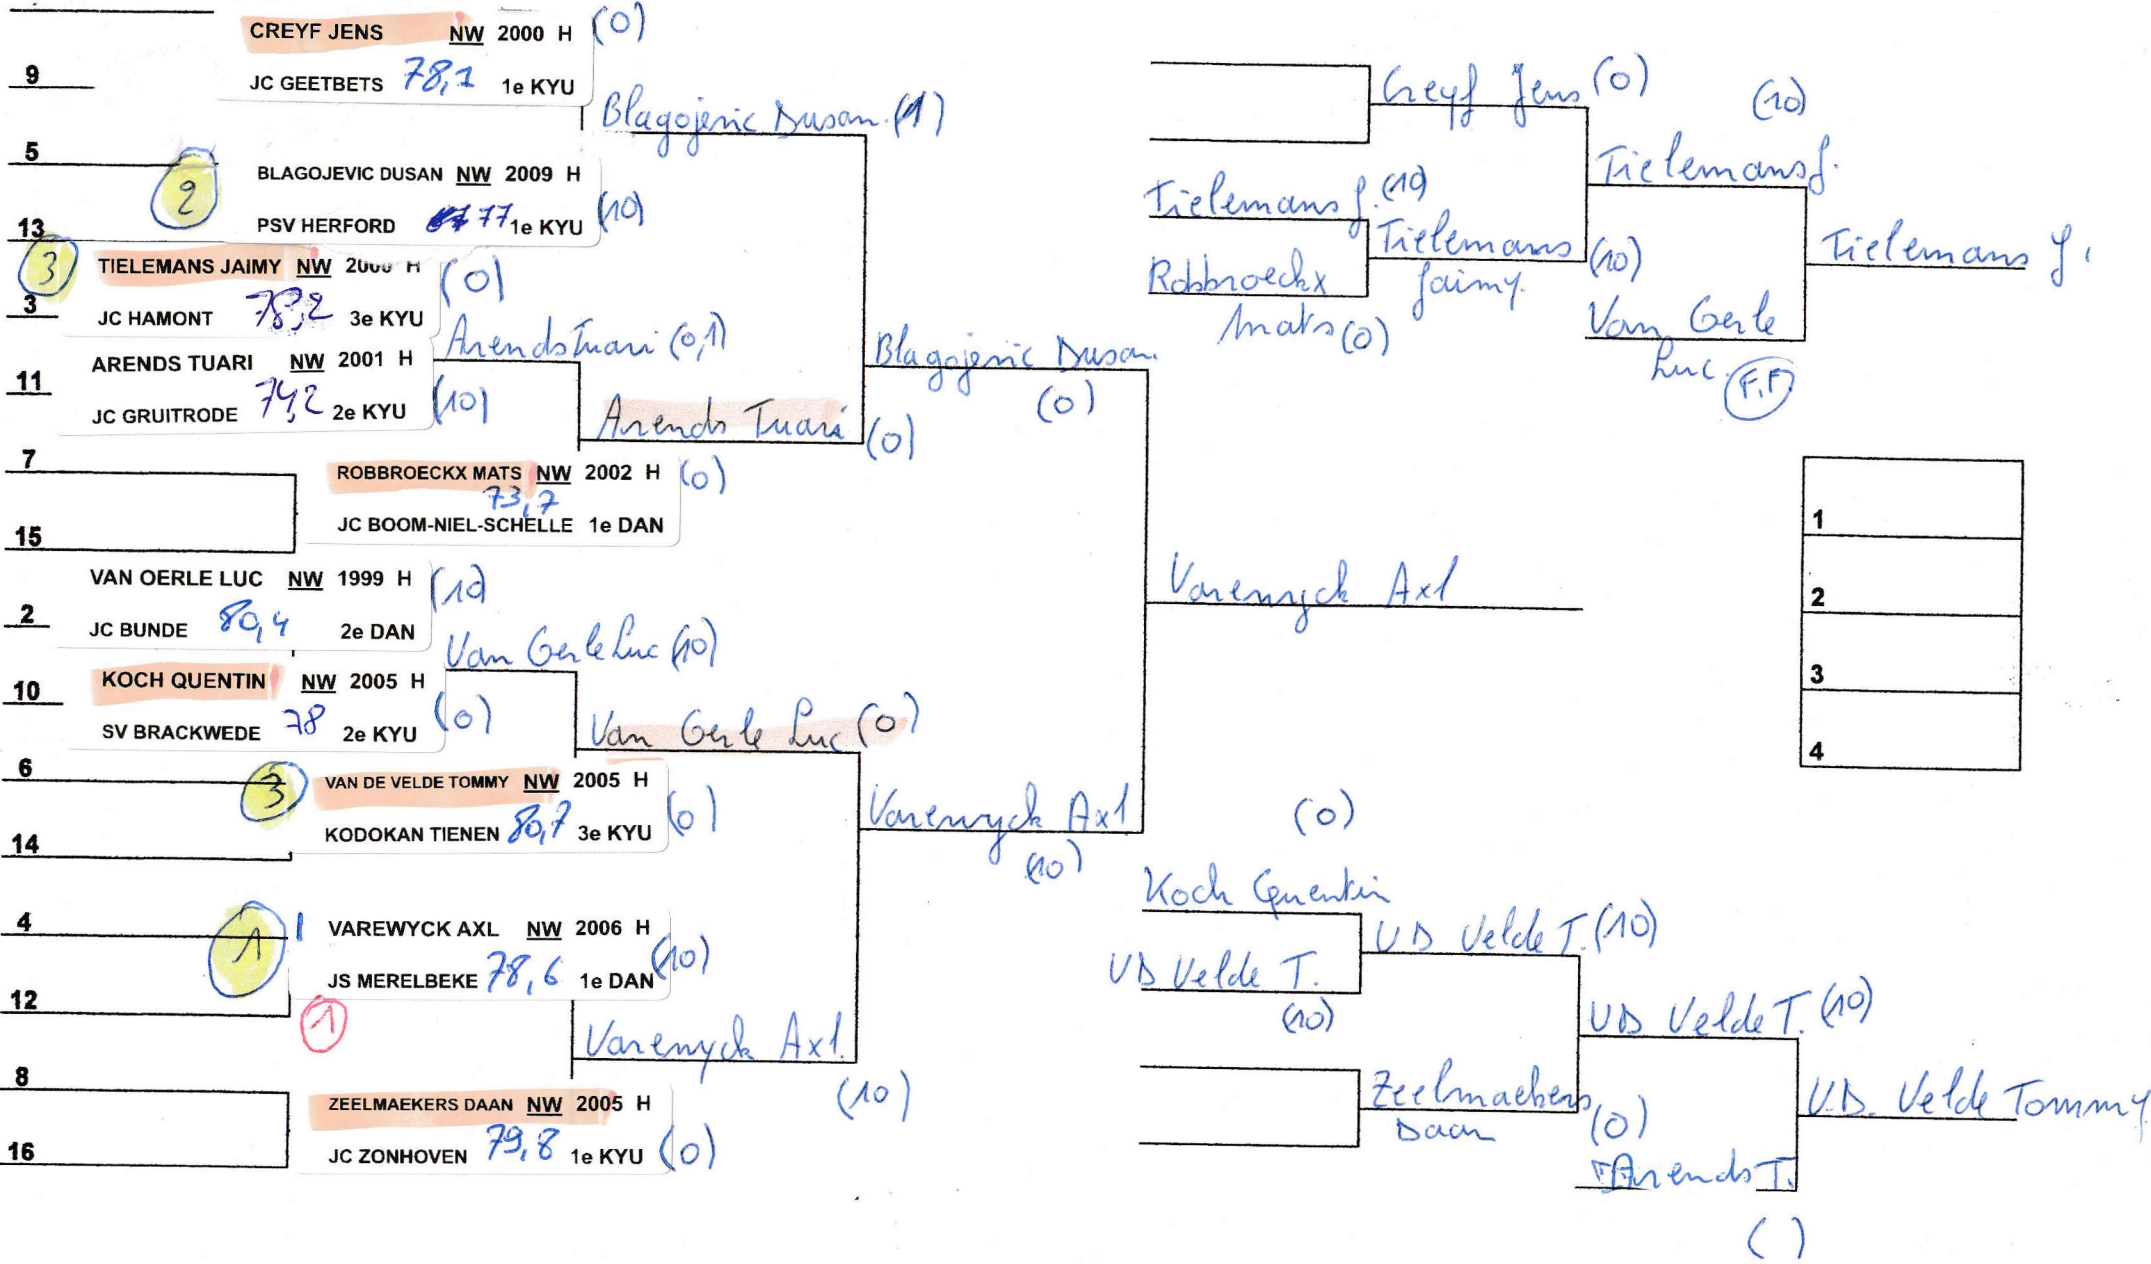 CREYF JENS NW 2000 H (0)
9
JC GEETBETS 78,1 1e KYU
Blagojevic Dusan (1)
5
BLAGOJEVIC DUSAN NW 2009 H
2
PSV HERFORD 77 1e KYU (10)
13
3
TIELEMANS JAIMY NW 2000 H (0)
3
JC HAMONT 78,2 3e KYU
Arends Tuari (0,1)
ARENDS TUARI NW 2001 H
11
JC GRUITRODE 74,2 2e KYU (10)
Arends Tuari (0)
Blagojevic Dusan
(0)
7
ROBBROECKX MATS NW 2002 H (0)
73,7
JC BOOM-NIEL-SCHELLE 1e DAN
15
VAN OERLE LUC NW 1999 H (10)
2
JC BUNDE 80,4 2e DAN
Van Oerle Luc (10)
KOCH QUENTIN NW 2005 H
10
SV BRACKWEDE 78 2e KYU (0)
Van Oerle Luc (0)
6
3
VAN DE VELDE TOMMY NW 2005 H
KODOKAN TIENEN 80,7 3e KYU (0)
14
Varewyck Axl
(10)
4
1
VAREWYCK AXL NW 2006 H
JS MERELBEKE 78,6 1e DAN (10)
12
1
Varewyck Axl.
(10)
8
ZEELMAEKERS DAAN NW 2005 H
JC ZONHOVEN 79,8 1e KYU (0)
16
Varewyck Axl
Creyf Jens (0)
(10)
Tielemans J.
Tielemans J. (10)
Tielemans
Jaimy. (10)
Robbroeckx
Mats (0)
Van Oerle
Luc. F.F
Tielemans J.
1
2
3
4
(0)
Koch Quentin
VD Velde T. (10)
VD Velde T.
(10)
VD Velde T. (10)
Zeelmaekers
Daan (0)
Arends T.
( )
V.D. Velde Tommy